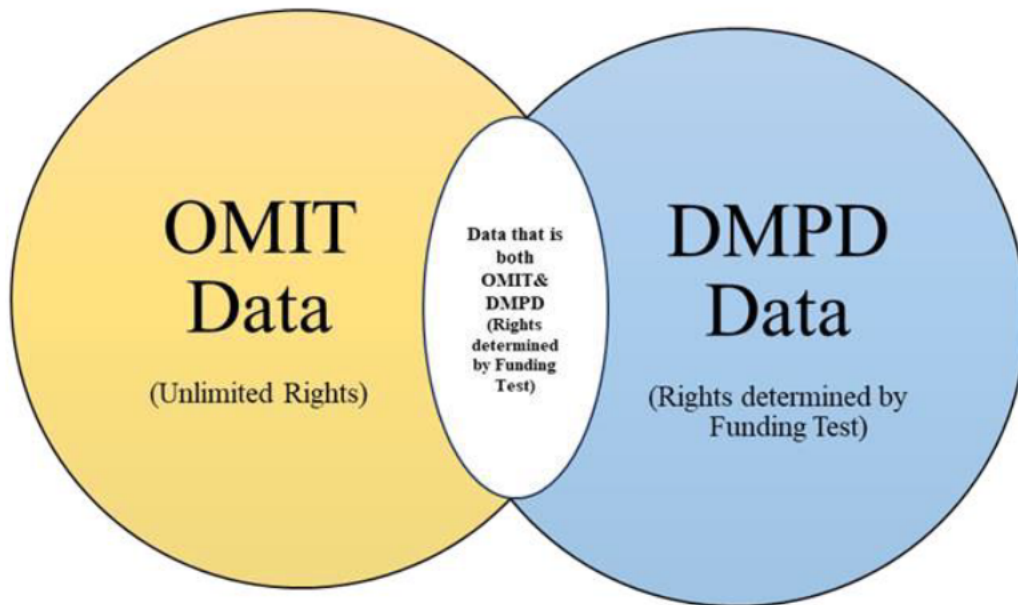 OMIT
Data
(Unlimited Rights)
Data that is
both
OMIT&
DMPD
(Rights
determined
by Funding
Test)
DMPD
Data
(Rights determined by
Funding Test)